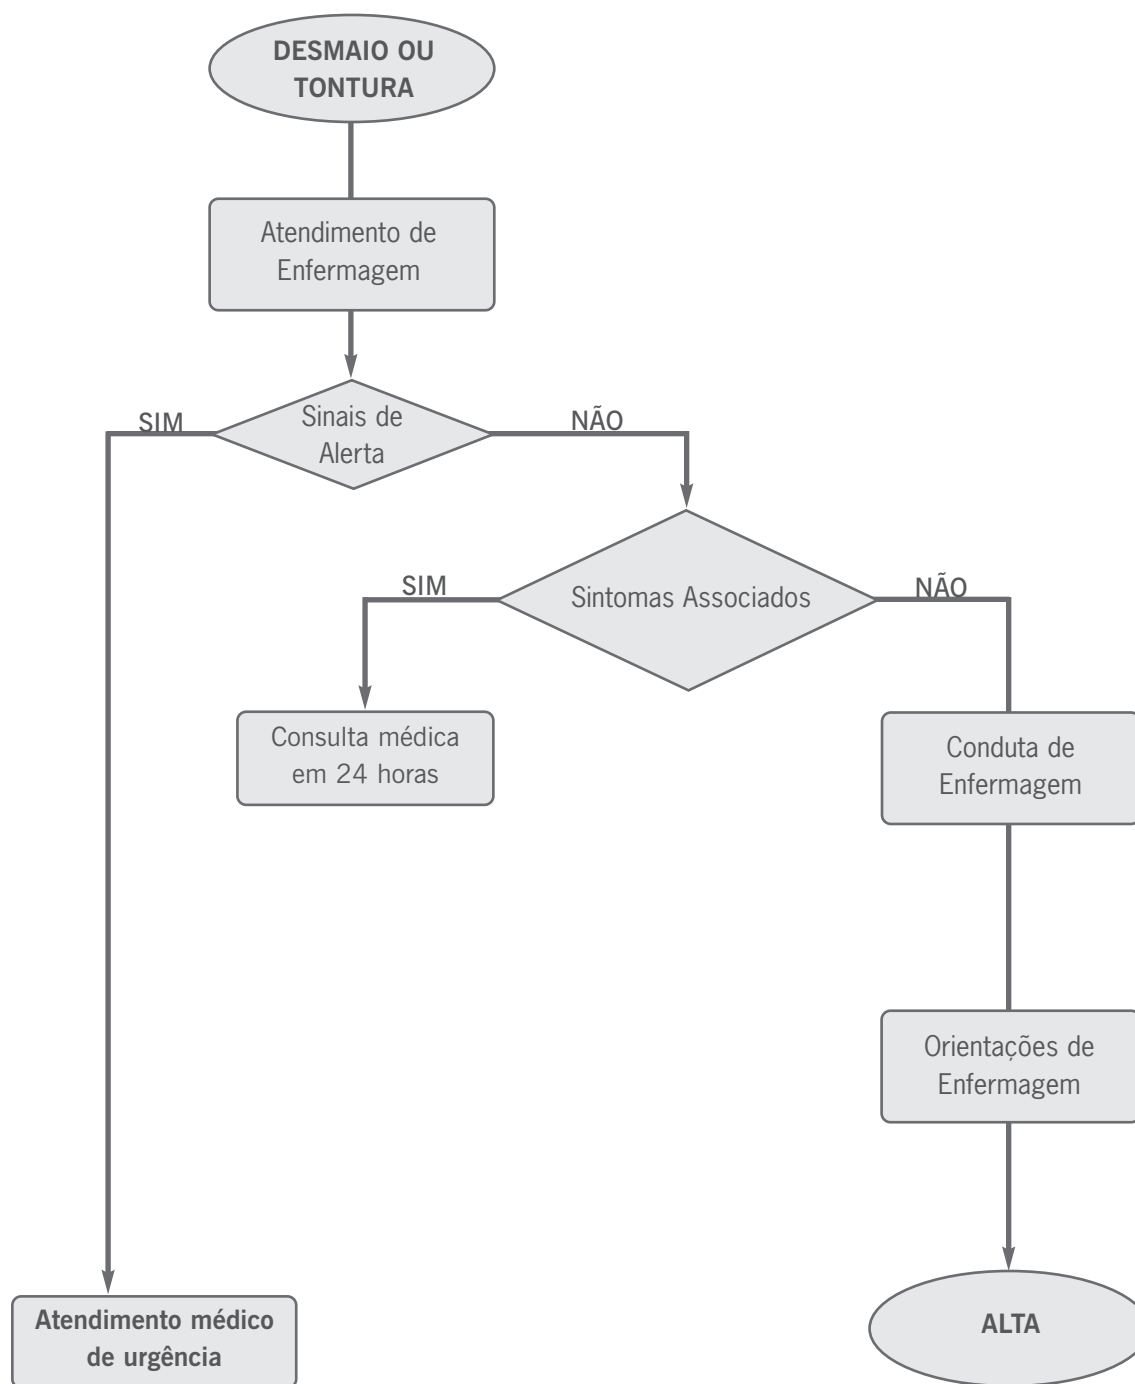 DESMAIO OU
TONTURA
Atendimento de
Enfermagem
SIM
Sinais de
Alerta
NÃO
SIM
Sintomas Associados
NÃO
Consulta médica
em 24 horas
Conduta de
Enfermagem
Orientações de
Enfermagem
Atendimento médico
de urgência
ALTA